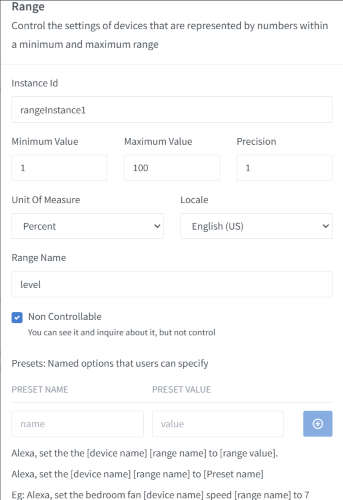 Range
Control the settings of devices that are represented by numbers within
a minimum and maximum range
Instance Id
rangeInstance1
Minimum Value Maximum Value Precision
1 100 1
Unit Of Measure Locale
Percent English (US)
Range Name
level
Non Controllable
You can see it and inquire about it, but not control
Presets: Named options that users can specify
PRESET NAME PRESET VALUE
name value
Alexa, set the the [device name] [range name] to [range value].
Alexa, set the [device name] [range name] to [Preset name]
Eg: Alexa, set the bedroom fan [device name] speed [range name] to 7